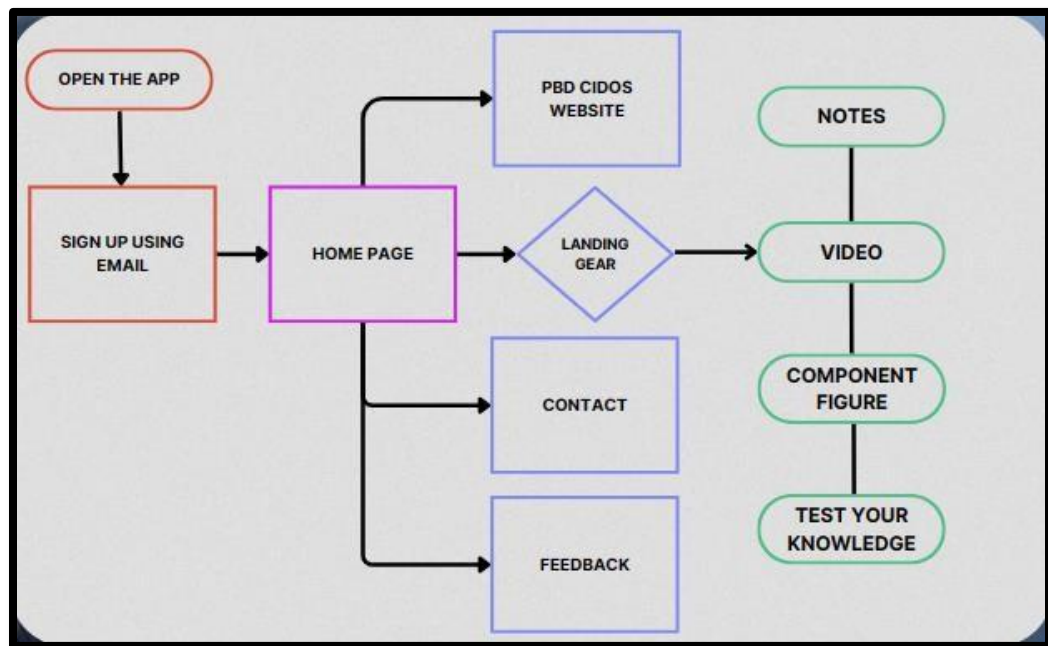 OPEN THE APP
SIGN UP USING
EMAIL
HOME PAGE
PBD CIDOS
WEBSITE
LANDING
GEAR
CONTACT
FEEDBACK
NOTES
VIDEO
COMPONENT
FIGURE
TEST YOUR
KNOWLEDGE